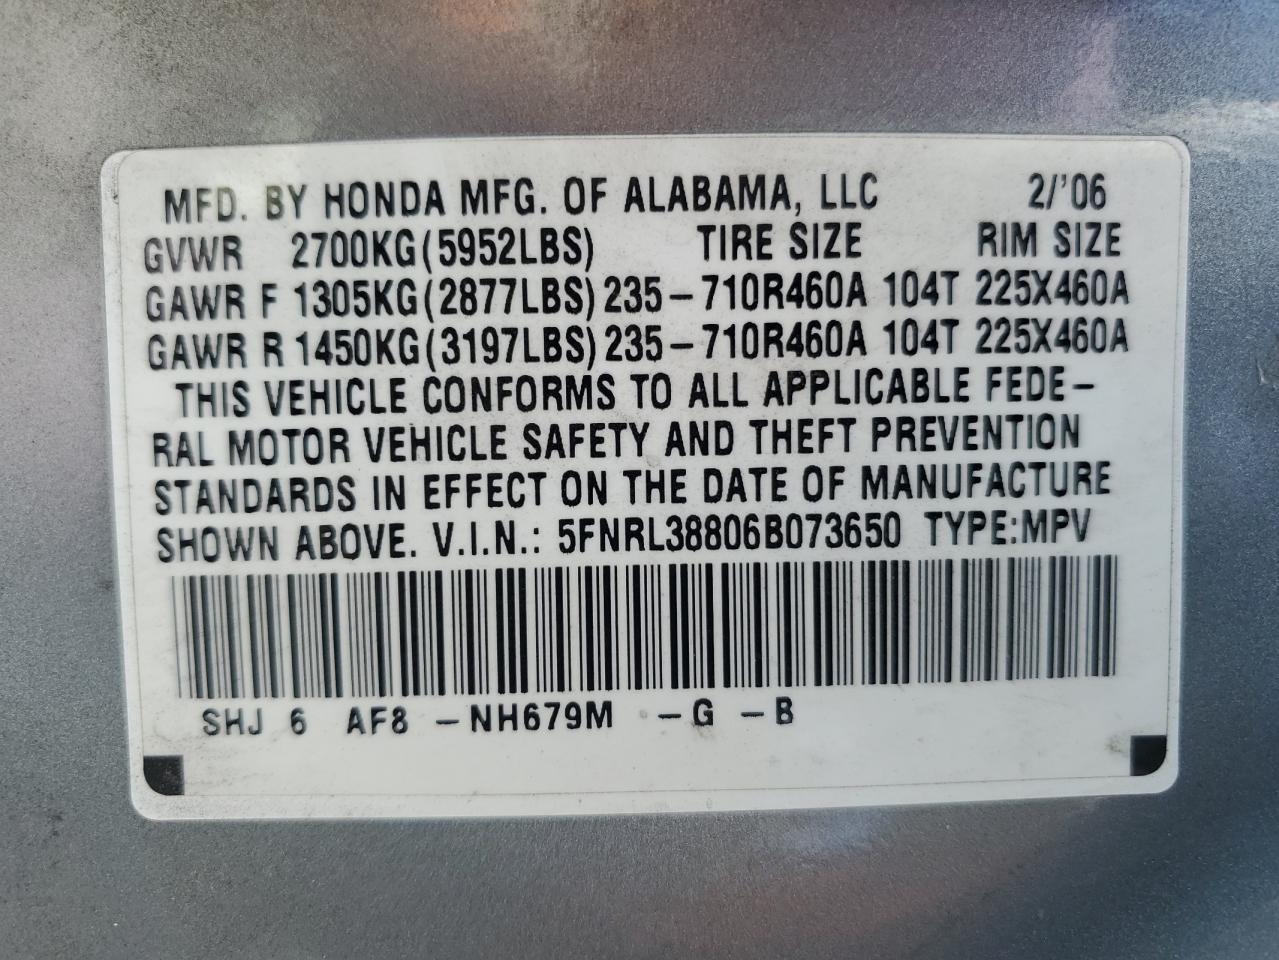 MFD. BY HONDA MFG. OF ALABAMA, LLC 2/'06
GVWR 2700KG(5952LBS) TIRE SIZE RIM SIZE
GAWR F 1305KG(2877LBS) 235-710R460A 104T 225X460A
GAWR R 1450KG(3197LBS) 235-710R460A 104T 225X460A
THIS VEHICLE CONFORMS TO ALL APPLICABLE FEDE-
RAL MOTOR VEHICLE SAFETY AND THEFT PREVENTION
STANDARDS IN EFFECT ON THE DATE OF MANUFACTURE
SHOWN ABOVE. V.I.N.: 5FNRL38806B073650 TYPE:MPV
SHJ 6 AF8 -NH679M -G -B